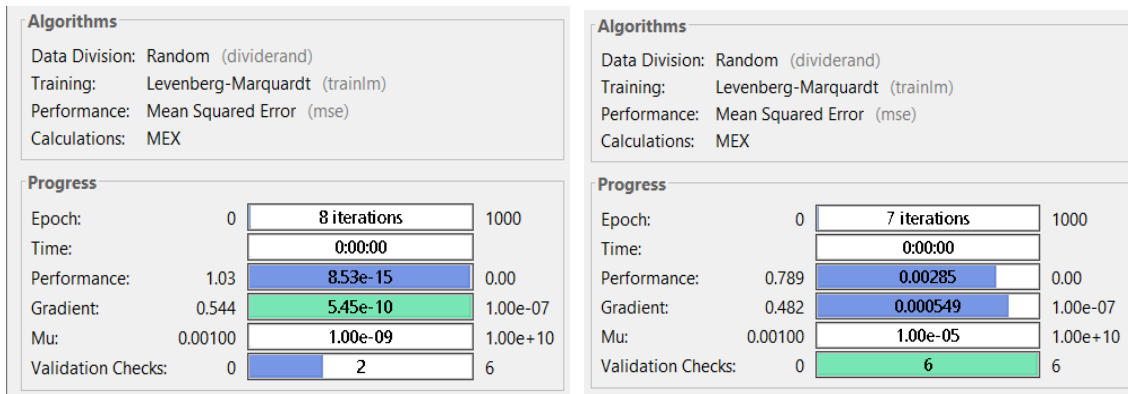 Algorithms
Data Division: Random (dividerand)
Training: Levenberg-Marquardt (trainlm)
Performance: Mean Squared Error (mse)
Calculations: MEX
Progress
Epoch: 0 8 iterations 1000
Time: 0:00:00
Performance: 1.03 8.53e-15 0.00
Gradient: 0.544 5.45e-10 1.00e-07
Mu: 0.00100 1.00e-09 1.00e+10
Validation Checks: 0 2 6
Algorithms
Data Division: Random (dividerand)
Training: Levenberg-Marquardt (trainlm)
Performance: Mean Squared Error (mse)
Calculations: MEX
Progress
Epoch: 0 7 iterations 1000
Time: 0:00:00
Performance: 0.789 0.00285 0.00
Gradient: 0.482 0.000549 1.00e-07
Mu: 0.00100 1.00e-05 1.00e+10
Validation Checks: 0 6 6